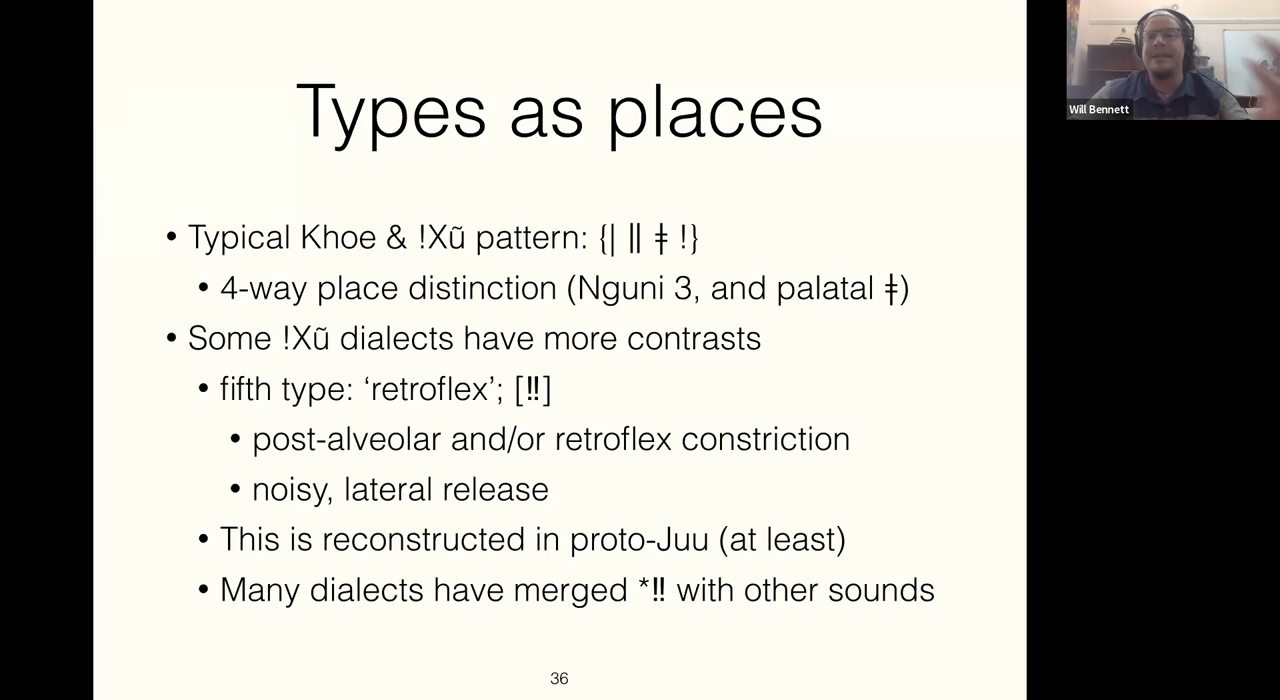 Types as places
Will Bennett
• Typical Khoe & !Xũ pattern: {ǀ ǁ ǂ !}
• 4-way place distinction (Nguni 3, and palatal ǂ)
• Some !Xũ dialects have more contrasts
• fifth type: ‘retroflex’; [‼]
• post-alveolar and/or retroflex constriction
• noisy, lateral release
• This is reconstructed in proto-Juu (at least)
• Many dialects have merged *‼ with other sounds
36